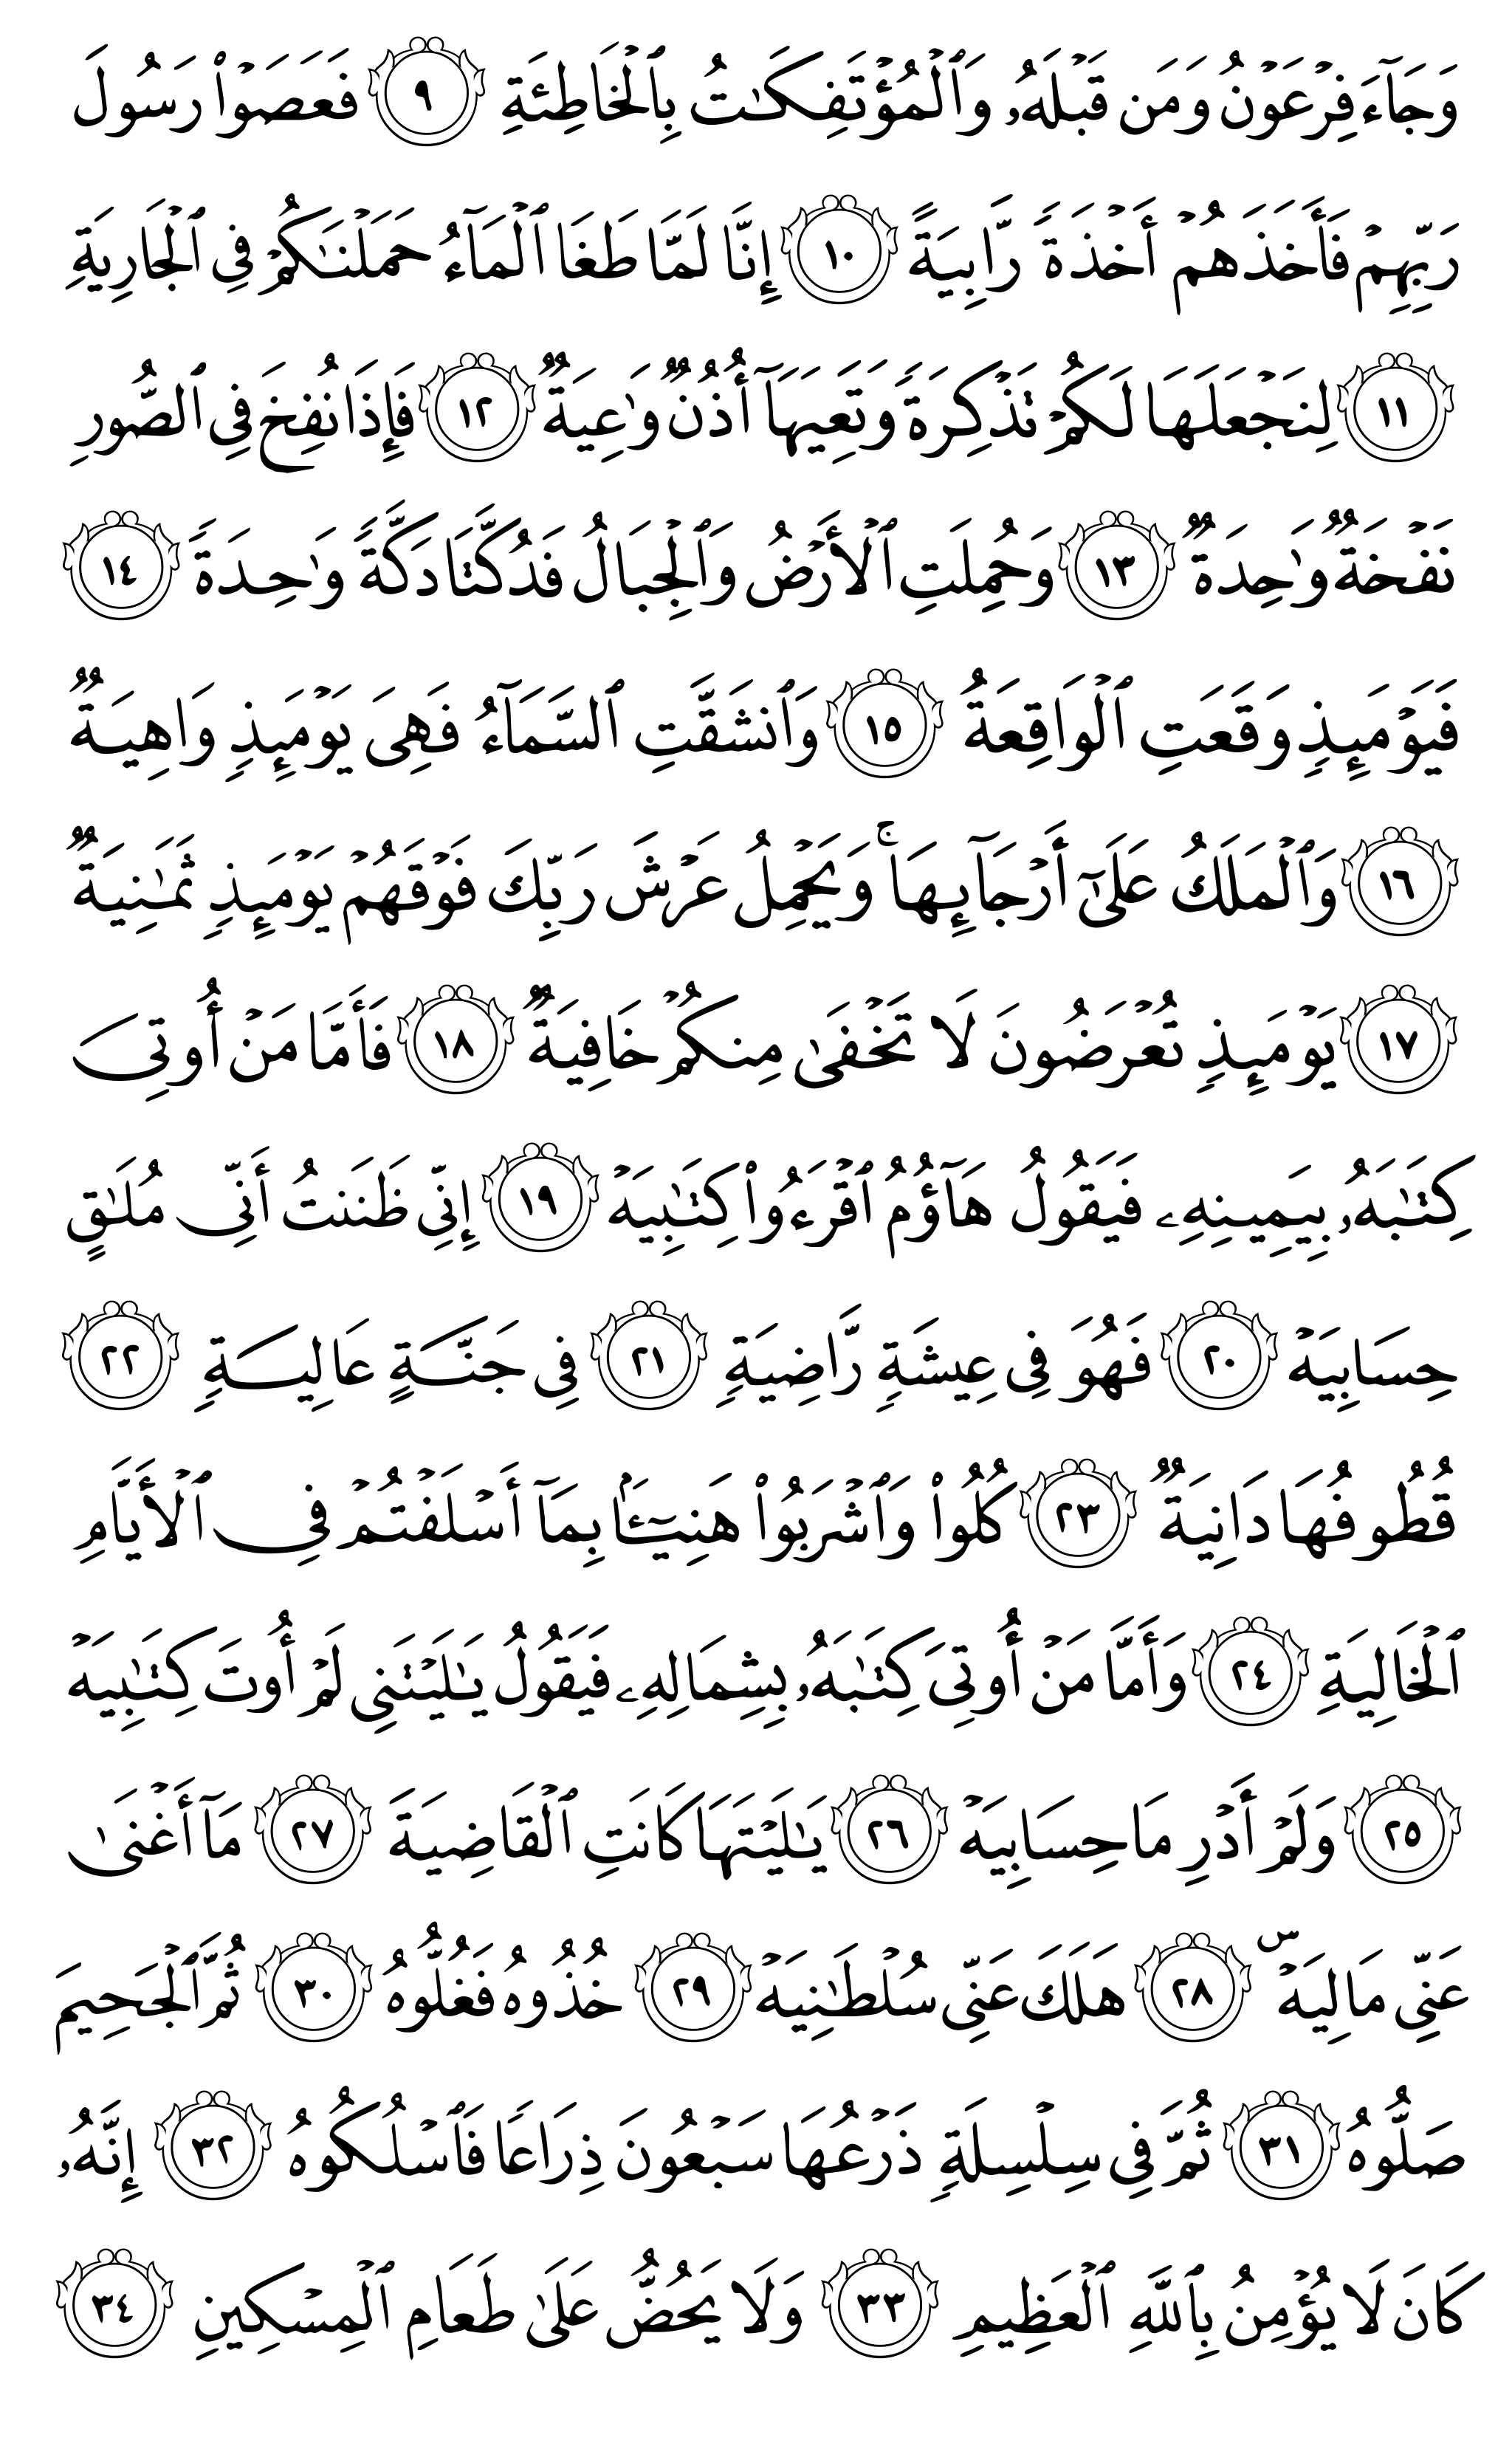 وَجَآءَ فِرۡعَوۡنُ وَمَن قَبۡلَهُۥ وَٱلۡمُؤۡتَفِكَٰتُ بِٱلۡخَاطِئَةِ ٩ فَعَصَوۡاْ رَسُولَ
رَبِّهِمۡ فَأَخَذَهُمۡ أَخۡذَةٗ رَّابِيَةً ١٠ إِنَّا لَمَّا طَغَا ٱلۡمَآءُ حَمَلۡنَٰكُمۡ فِي ٱلۡجَارِيَةِ
١١ لِنَجۡعَلَهَا لَكُمۡ تَذۡكِرَةٗ وَتَعِيَهَآ أُذُنٞ وَٰعِيَةٞ ١٢ فَإِذَا نُفِخَ فِي ٱلصُّورِ
نَفۡخَةٞ وَٰحِدَةٞ ١٣ وَحُمِلَتِ ٱلۡأَرۡضُ وَٱلۡجِبَالُ فَدُكَّتَا دَكَّةٗ وَٰحِدَةٗ ١٤
فَيَوۡمَئِذٖ وَقَعَتِ ٱلۡوَاقِعَةُ ١٥ وَٱنشَقَّتِ ٱلسَّمَآءُ فَهِيَ يَوۡمَئِذٖ وَاهِيَةٞ
١٦ وَٱلۡمَلَكُ عَلَىٰٓ أَرۡجَآئِهَاۚ وَيَحۡمِلُ عَرۡشَ رَبِّكَ فَوۡقَهُمۡ يَوۡمَئِذٖ ثَمَٰنِيَةٞ
١٧ يَوۡمَئِذٖ تُعۡرَضُونَ لَا تَخۡفَىٰ مِنكُمۡ خَافِيَةٞ ١٨ فَأَمَّا مَنۡ أُوتِيَ
كِتَٰبَهُۥ بِيَمِينِهِۦ فَيَقُولُ هَآؤُمُ ٱقۡرَءُواْ كِتَٰبِيَهۡ ١٩ إِنِّي ظَنَنتُ أَنِّي مُلَٰقٍ
حِسَابِيَهۡ ٢٠ فَهُوَ فِي عِيشَةٖ رَّاضِيَةٖ ٢١ فِي جَنَّةٍ عَالِيَةٖ ٢٢
قُطُوفُهَا دَانِيَةٞ ٢٣ كُلُواْ وَٱشۡرَبُواْ هَنِيٓـَٔۢا بِمَآ أَسۡلَفۡتُمۡ فِي ٱلۡأَيَّامِ
ٱلۡخَالِيَةِ ٢٤ وَأَمَّا مَنۡ أُوتِيَ كِتَٰبَهُۥ بِشِمَالِهِۦ فَيَقُولُ يَٰلَيۡتَنِي لَمۡ أُوتَ كِتَٰبِيَهۡ
٢٥ وَلَمۡ أَدۡرِ مَا حِسَابِيَهۡ ٢٦ يَٰلَيۡتَهَا كَانَتِ ٱلۡقَاضِيَةَ ٢٧ مَآ أَغۡنَىٰ
عَنِّي مَالِيَهۡۜ ٢٨ هَلَكَ عَنِّي سُلۡطَٰنِيَهۡ ٢٩ خُذُوهُ فَغُلُّوهُ ٣٠ ثُمَّ ٱلۡجَحِيمَ
صَلُّوهُ ٣١ ثُمَّ فِي سِلۡسِلَةٖ ذَرۡعُهَا سَبۡعُونَ ذِرَاعٗا فَٱسۡلُكُوهُ ٣٢ إِنَّهُۥ
كَانَ لَا يُؤۡمِنُ بِٱللَّهِ ٱلۡعَظِيمِ ٣٣ وَلَا يَحُضُّ عَلَىٰ طَعَامِ ٱلۡمِسۡكِينِ ٣٤